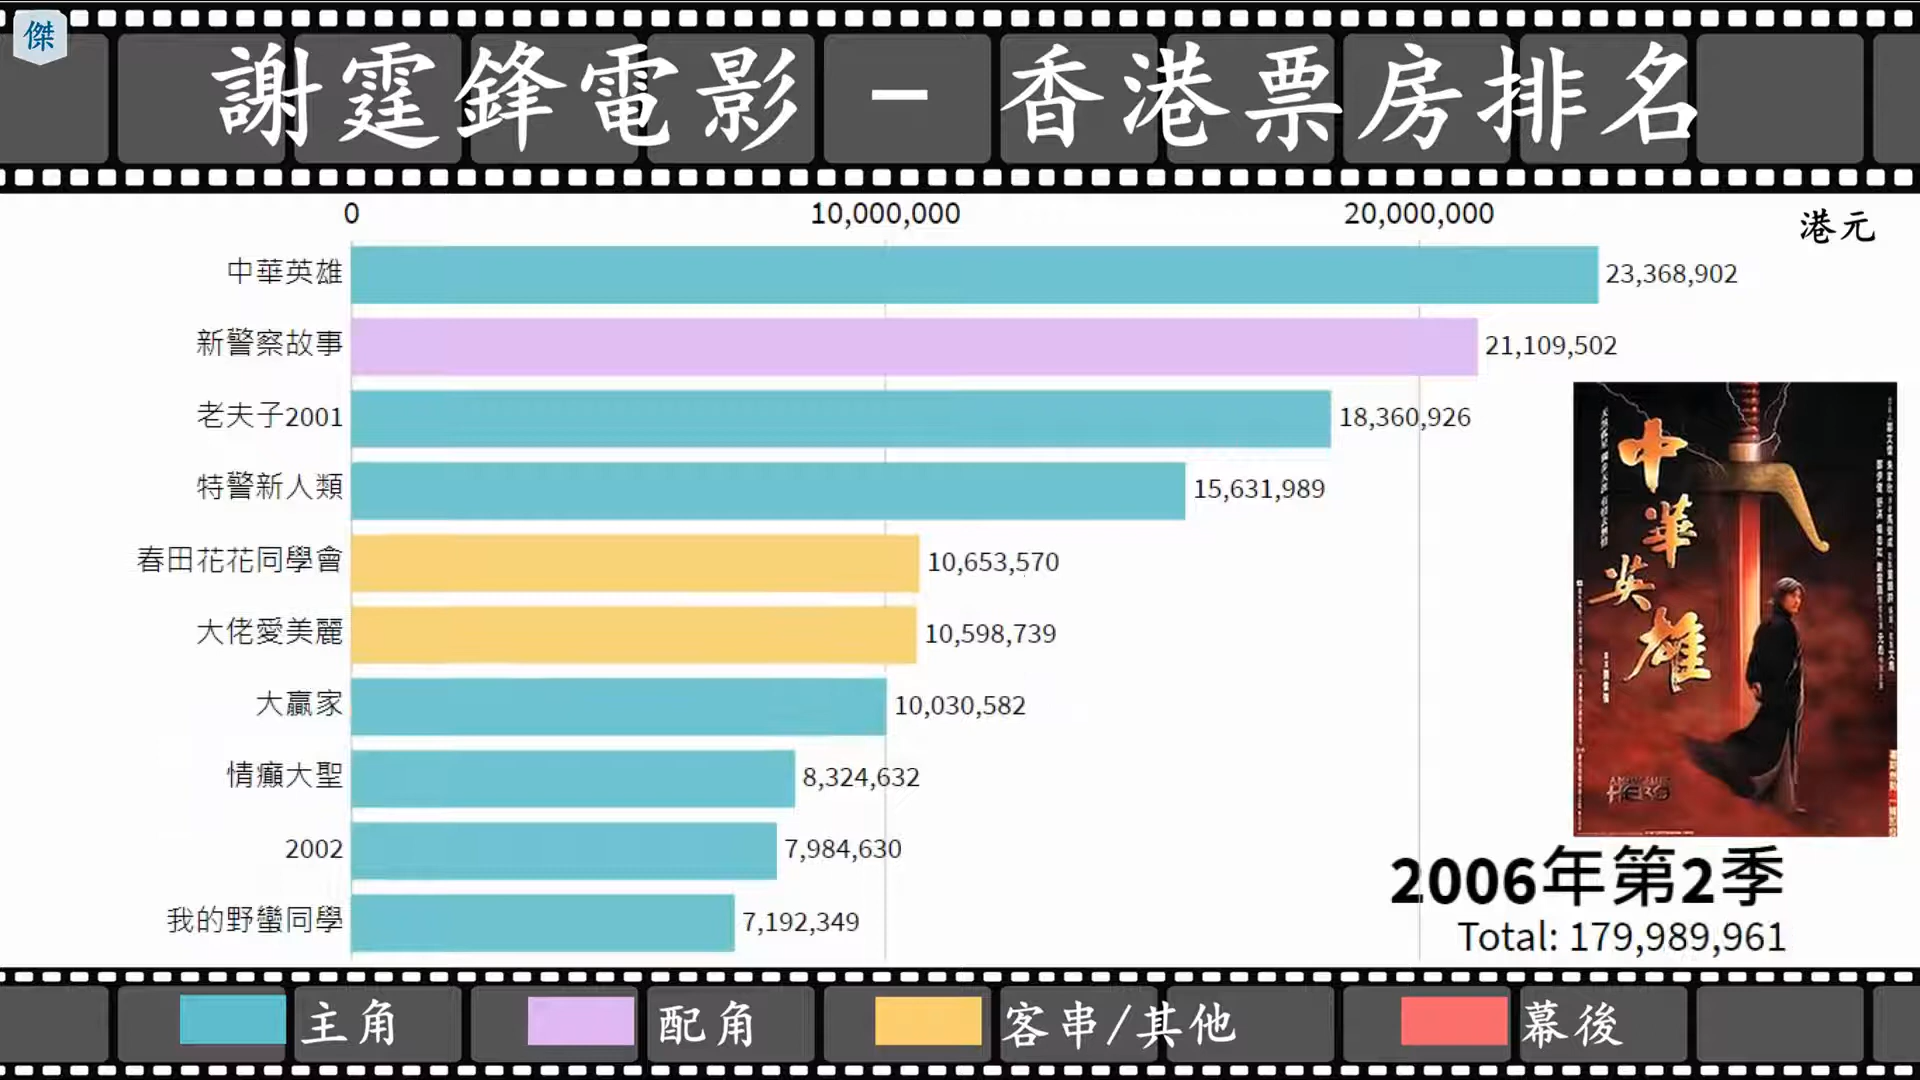 傑
謝霆鋒電影 - 香港票房排名
0 10,000,000 20,000,000 港元
中華英雄 23,368,902
新警察故事 21,109,502
老夫子2001 18,360,926
特警新人類 15,631,989
春田花花同學會 10,653,570
大佬愛美麗 10,598,739
大贏家 10,030,582
情癲大聖 8,324,632
2002 7,984,630
我的野蠻同學 7,192,349
中華英雄
HERO
2006年第2季
Total: 179,989,961
主角 配角 客串/其他 幕後